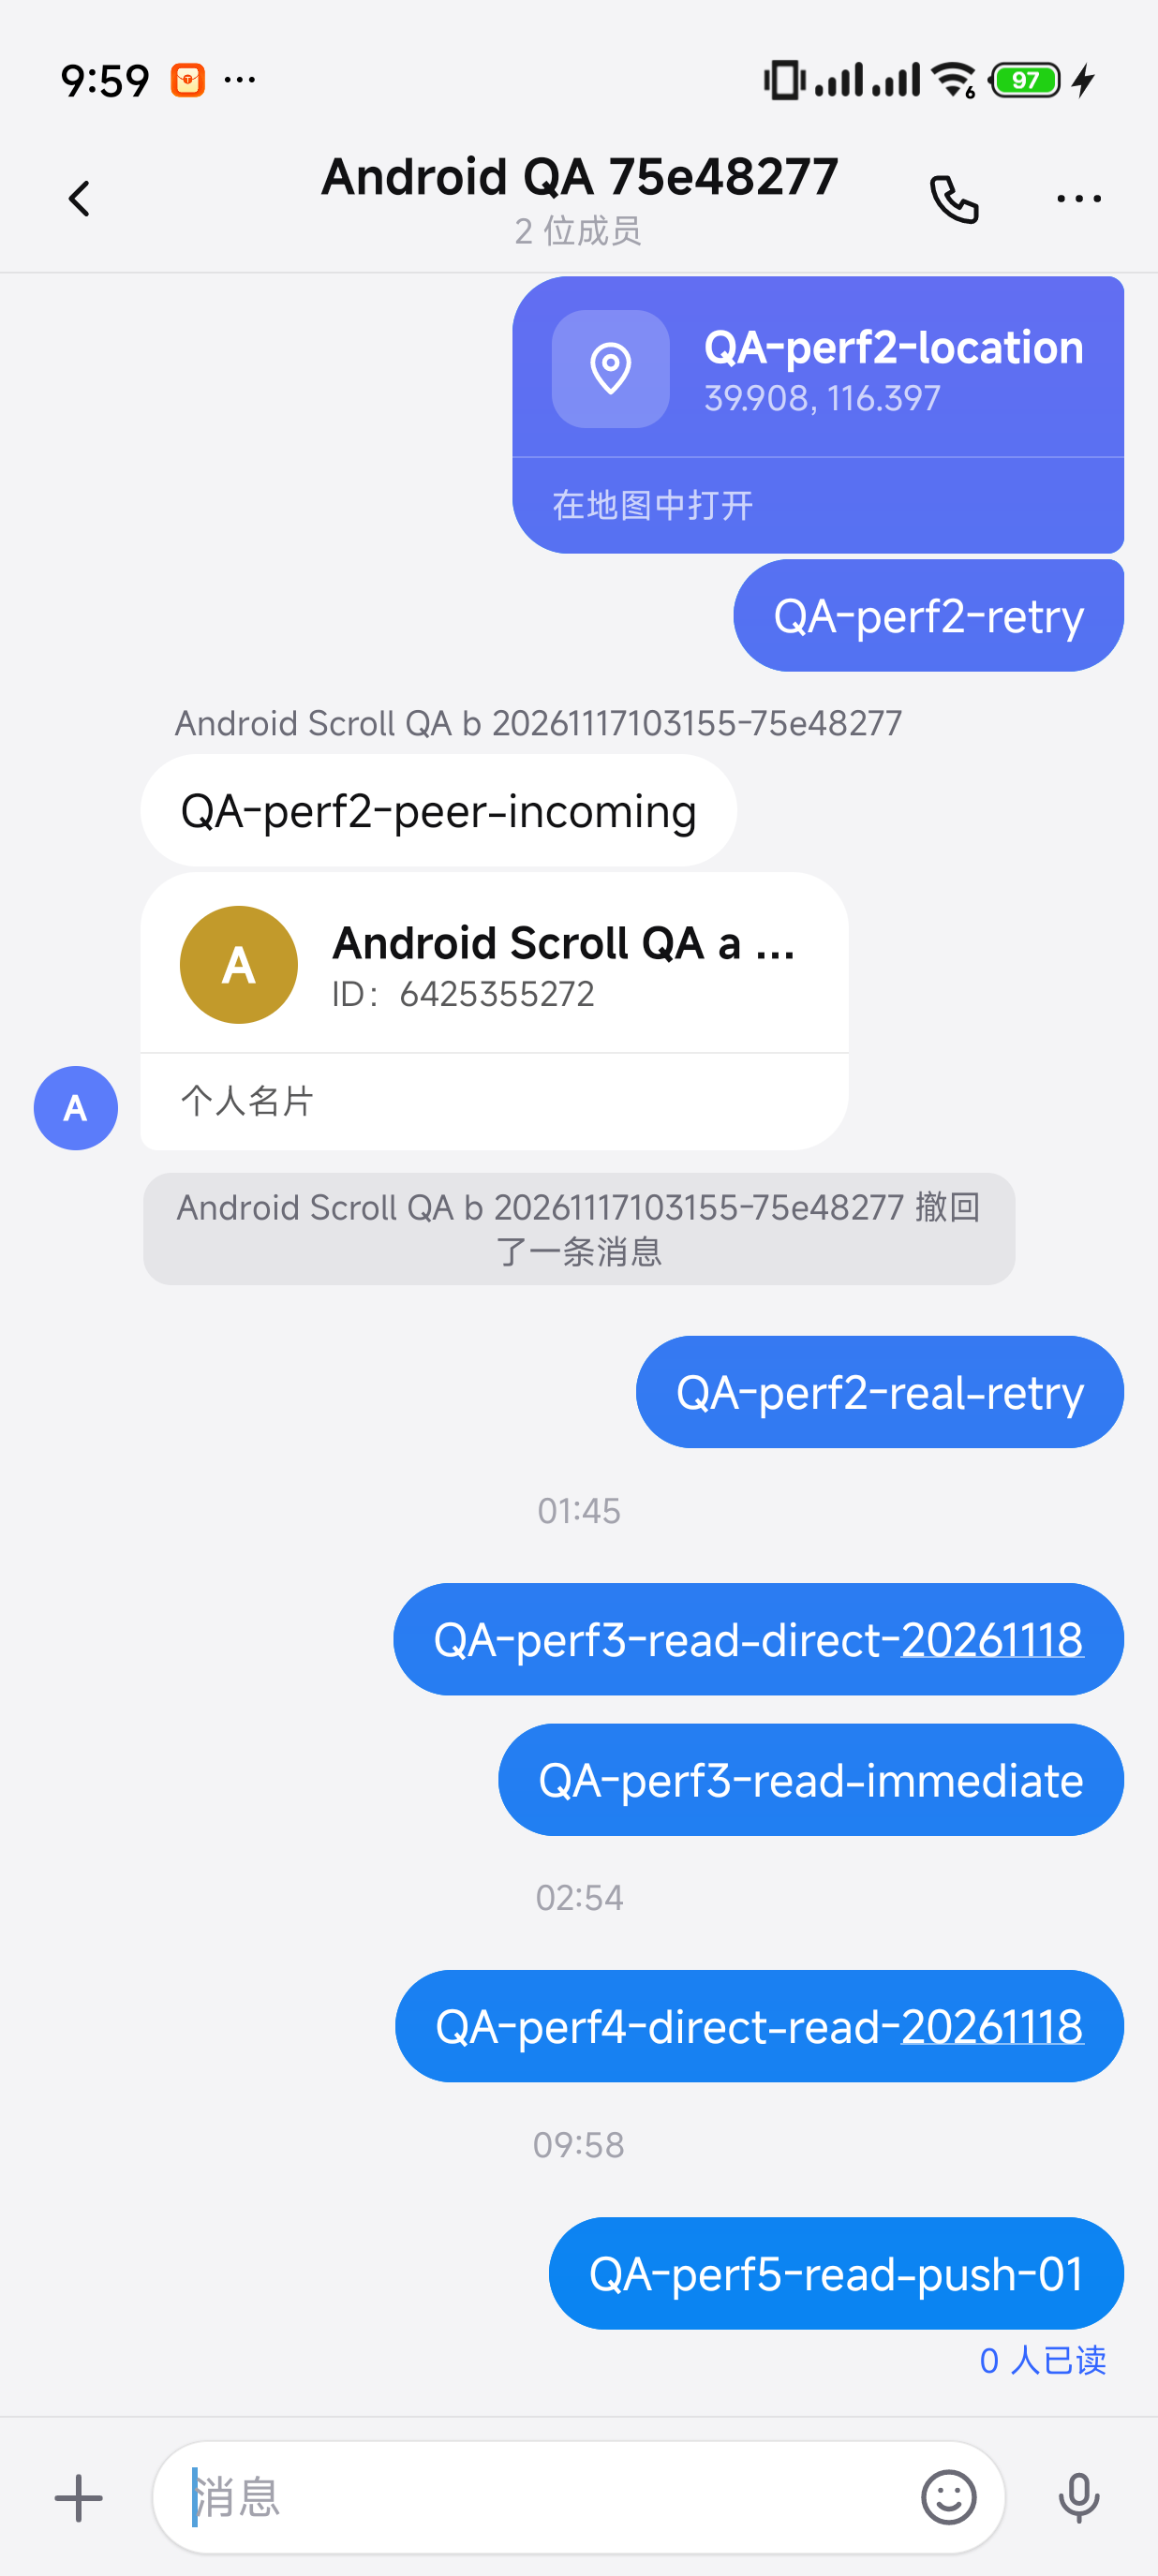 9:59
97
Android QA 75e48277
2 位成员
QA-perf2-location
39.908, 116.397
在地图中打开
QA-perf2-retry
Android Scroll QA b 20261117103155-75e48277
QA-perf2-peer-incoming
A
Android Scroll QA a ...
ID: 6425355272
个人名片
A
Android Scroll QA b 20261117103155-75e48277 撤回
了一条消息
QA-perf2-real-retry
01:45
QA-perf3-read-direct-20261118
QA-perf3-read-immediate
02:54
QA-perf4-direct-read-20261118
09:58
QA-perf5-read-push-01
0 人已读
消息